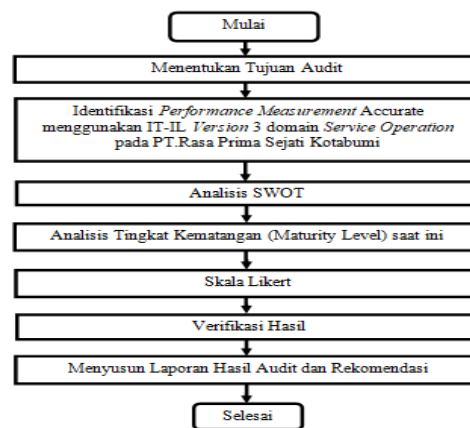 Mulai
Menentukan Tujuan Audit
Identifikasi Performance Measurement Accurate
menggunakan IT-IL Version 3 domain Service Operation
pada PT.Rasa Prima Sejati Kotabumi
Analisis SWOT
Analisis Tingkat Kematangan (Maturity Level) saat ini
Skala Likert
Verifikasi Hasil
Menyusun Laporan Hasil Audit dan Rekomendasi
Selesai